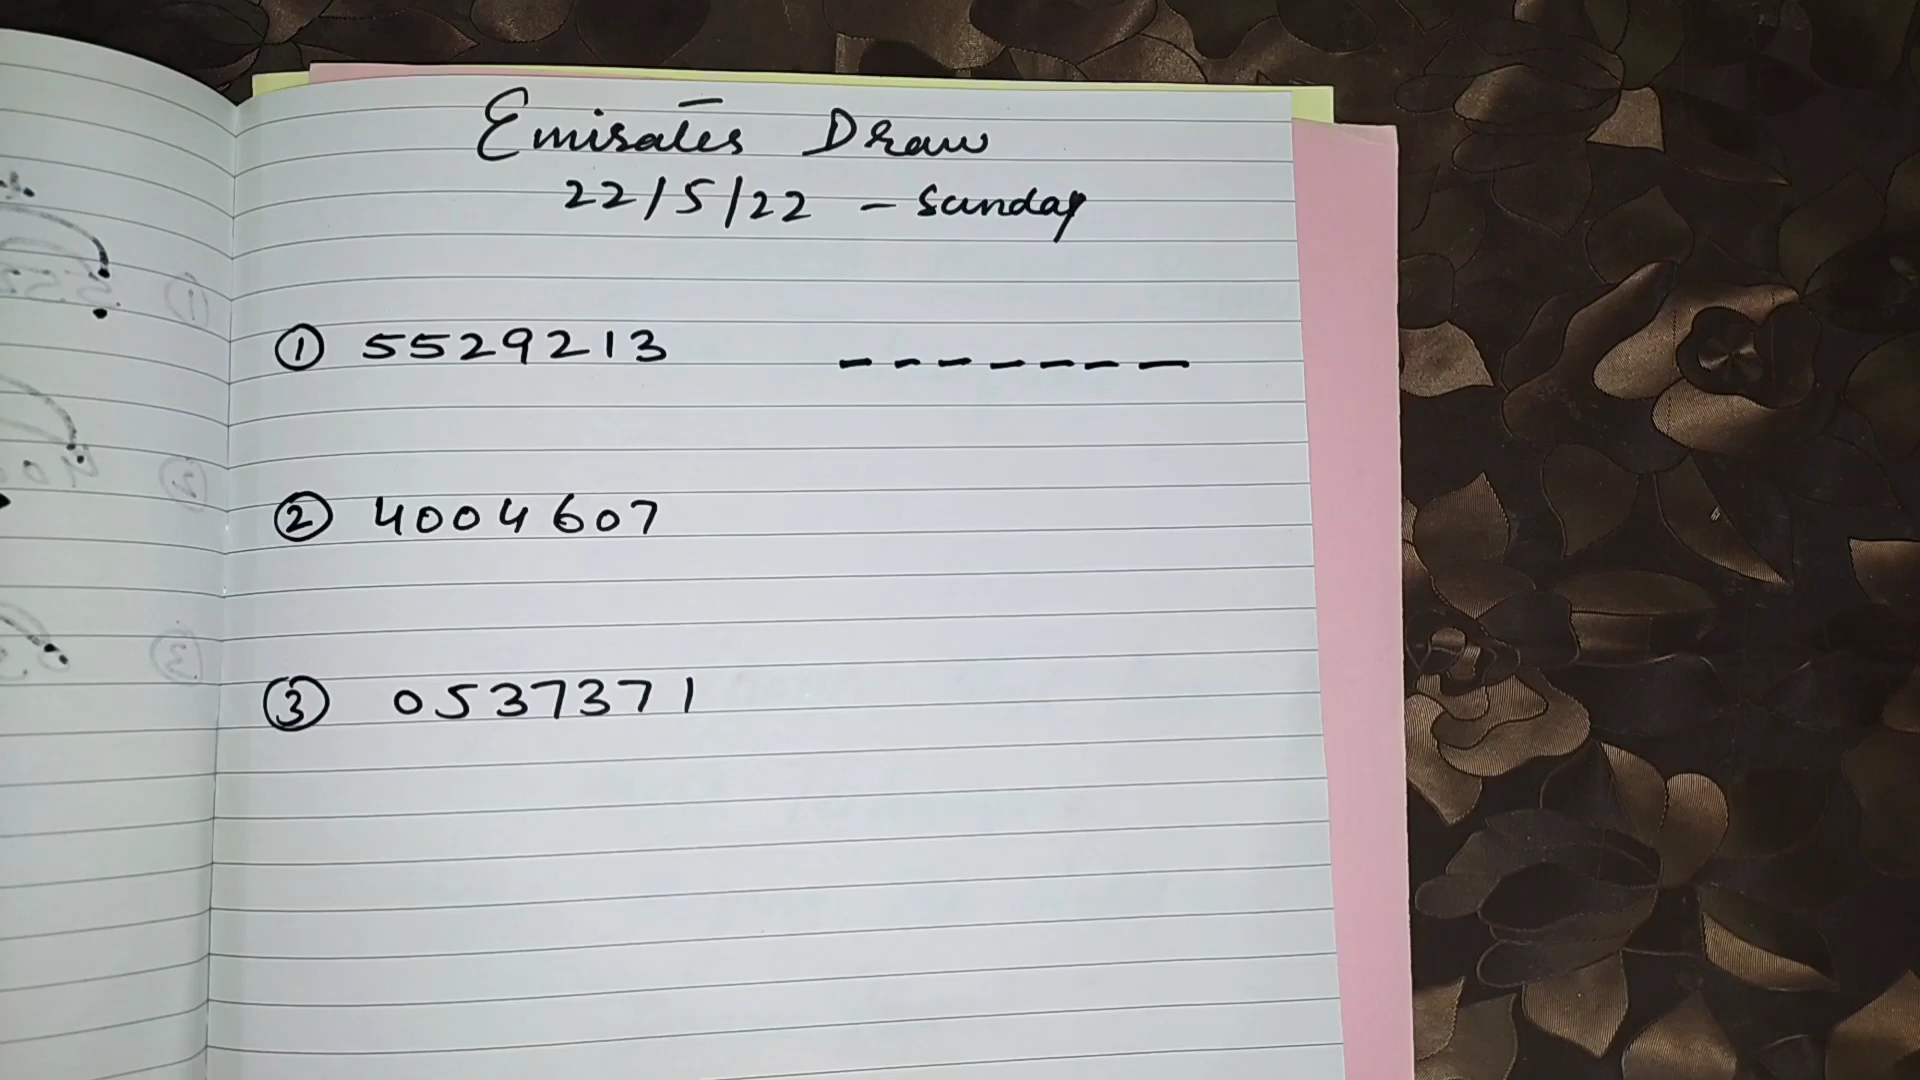 Emirates Draw
22/5/22 - Sunday
① 5529213 _ _ _ _ _ _ _
② 4004607
③ 0537371